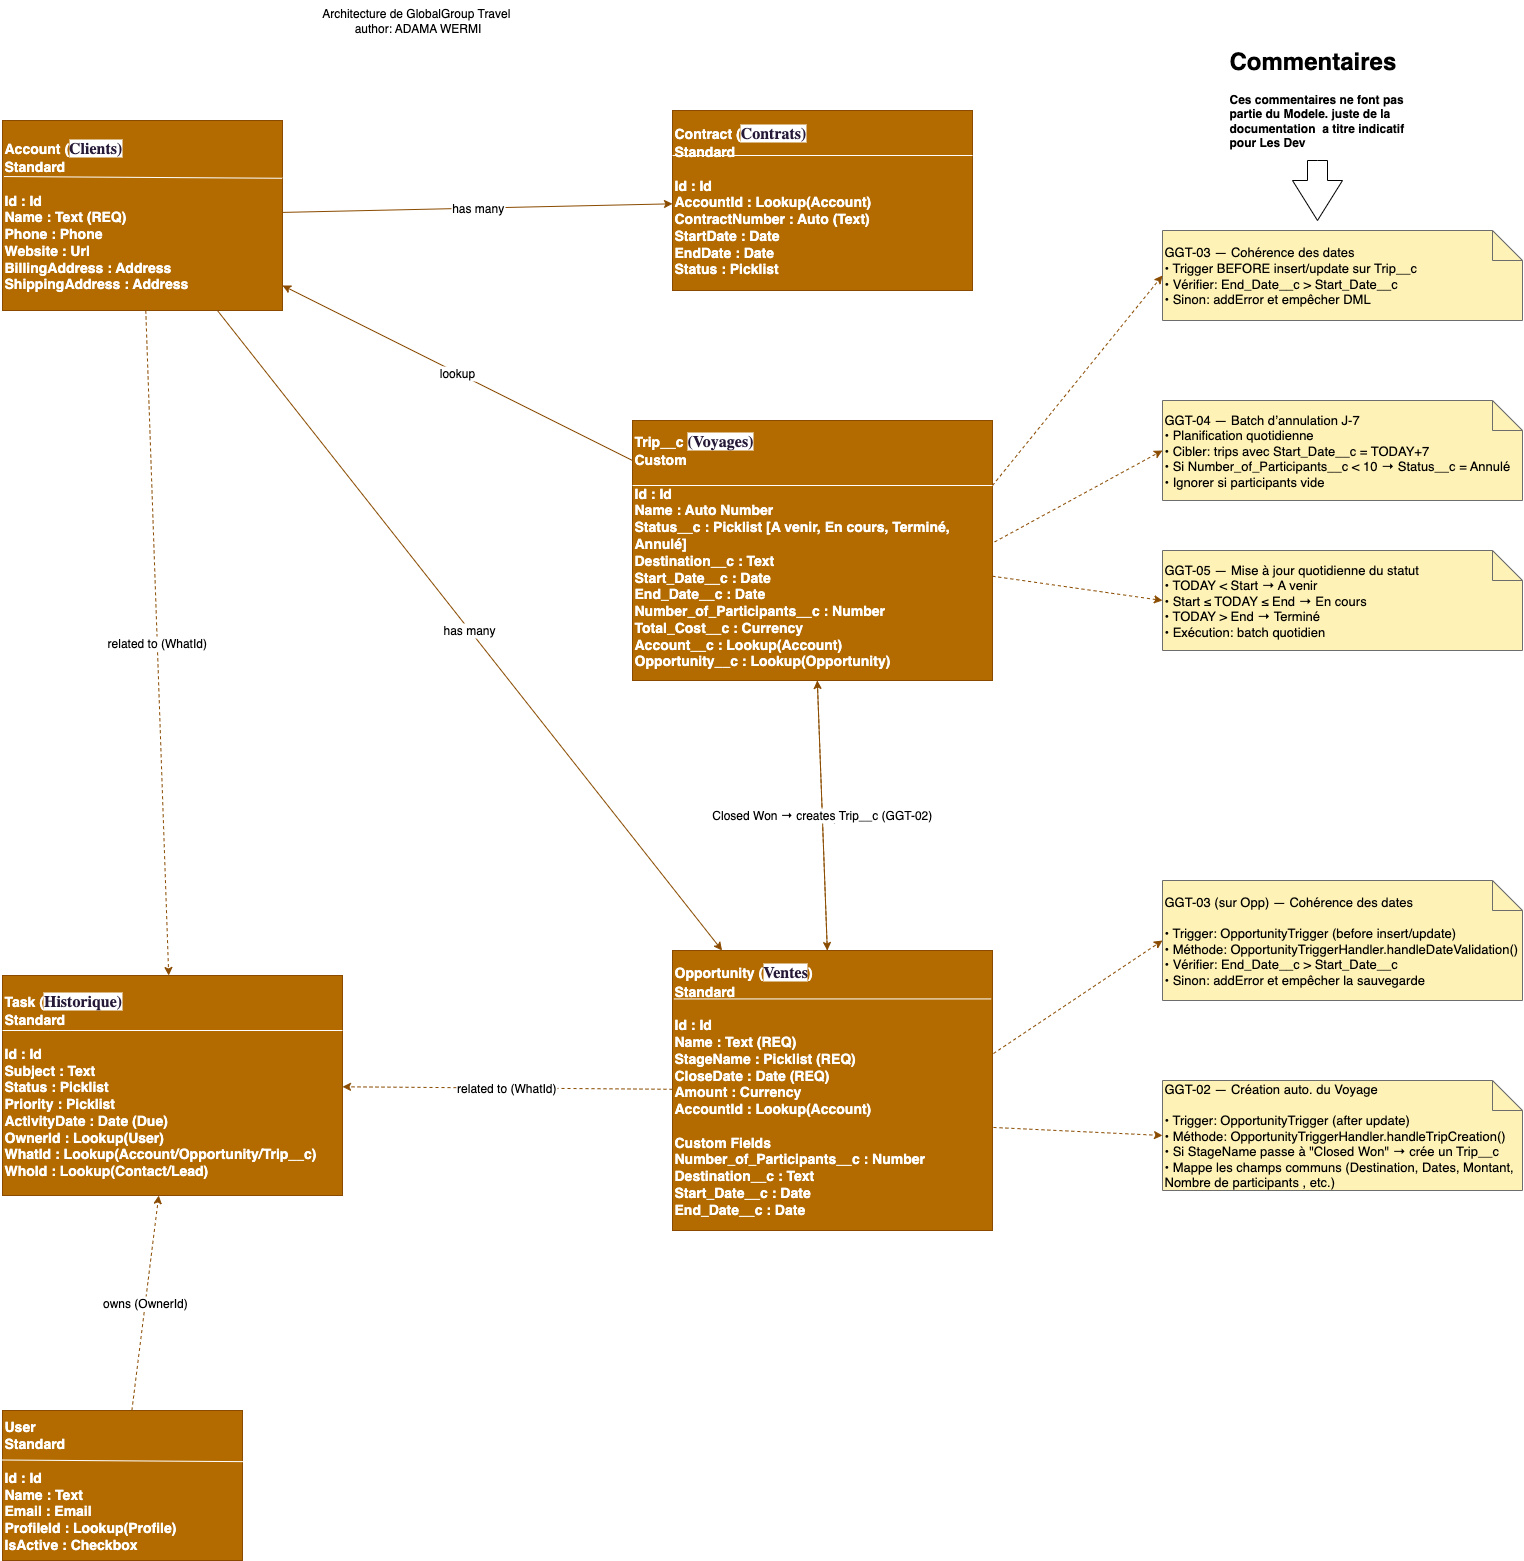 Architecture de GlobalGroup Travel
author: ADAMA WERMI
Commentaires
Ces commentaires ne font pas
partie du Modele. juste de la
documentation a titre indicatif
pour Les Dev
Account (Clients)
Standard
Id : Id
Name : Text (REQ)
Phone : Phone
Website : Url
BillingAddress : Address
ShippingAddress : Address
has many
Contract (Contrats)
Standard
Id : Id
AccountId : Lookup(Account)
ContractNumber : Auto (Text)
StartDate : Date
EndDate : Date
Status : Picklist
GGT-03 — Cohérence des dates
• Trigger BEFORE insert/update sur Trip__c
• Vérifier: End_Date__c > Start_Date__c
• Sinon: addError et empêcher DML
lookup
Trip__c (Voyages)
Custom
Id : Id
Name : Auto Number
Status__c : Picklist [A venir, En cours, Terminé,
Annulé]
Destination__c : Text
Start_Date__c : Date
End_Date__c : Date
Number_of_Participants__c : Number
Total_Cost__c : Currency
Account__c : Lookup(Account)
Opportunity__c : Lookup(Opportunity)
GGT-04 — Batch d’annulation J-7
• Planification quotidienne
• Cibler: trips avec Start_Date__c = TODAY+7
• Si Number_of_Participants__c < 10 → Status__c = Annulé
• Ignorer si participants vide
GGT-05 — Mise à jour quotidienne du statut
• TODAY < Start → A venir
• Start ≤ TODAY ≤ End → En cours
• TODAY > End → Terminé
• Exécution: batch quotidien
has many
related to (WhatId)
Closed Won → creates Trip__c (GGT-02)
Task (Historique)
Standard
Id : Id
Subject : Text
Status : Picklist
Priority : Picklist
ActivityDate : Date (Due)
OwnerId : Lookup(User)
WhatId : Lookup(Account/Opportunity/Trip__c)
WhoId : Lookup(Contact/Lead)
related to (WhatId)
Opportunity (Ventes)
Standard
Id : Id
Name : Text (REQ)
StageName : Picklist (REQ)
CloseDate : Date (REQ)
Amount : Currency
AccountId : Lookup(Account)
Custom Fields
Number_of_Participants__c : Number
Destination__c : Text
Start_Date__c : Date
End_Date__c : Date
GGT-03 (sur Opp) — Cohérence des dates
• Trigger: OpportunityTrigger (before insert/update)
• Méthode: OpportunityTriggerHandler.handleDateValidation()
• Vérifier: End_Date__c > Start_Date__c
• Sinon: addError et empêcher la sauvegarde
GGT-02 — Création auto. du Voyage
• Trigger: OpportunityTrigger (after update)
• Méthode: OpportunityTriggerHandler.handleTripCreation()
• Si StageName passe à "Closed Won" → crée un Trip__c
• Mappe les champs communs (Destination, Dates, Montant,
Nombre de participants , etc.)
owns (OwnerId)
User
Standard
Id : Id
Name : Text
Email : Email
ProfileId : Lookup(Profile)
IsActive : Checkbox